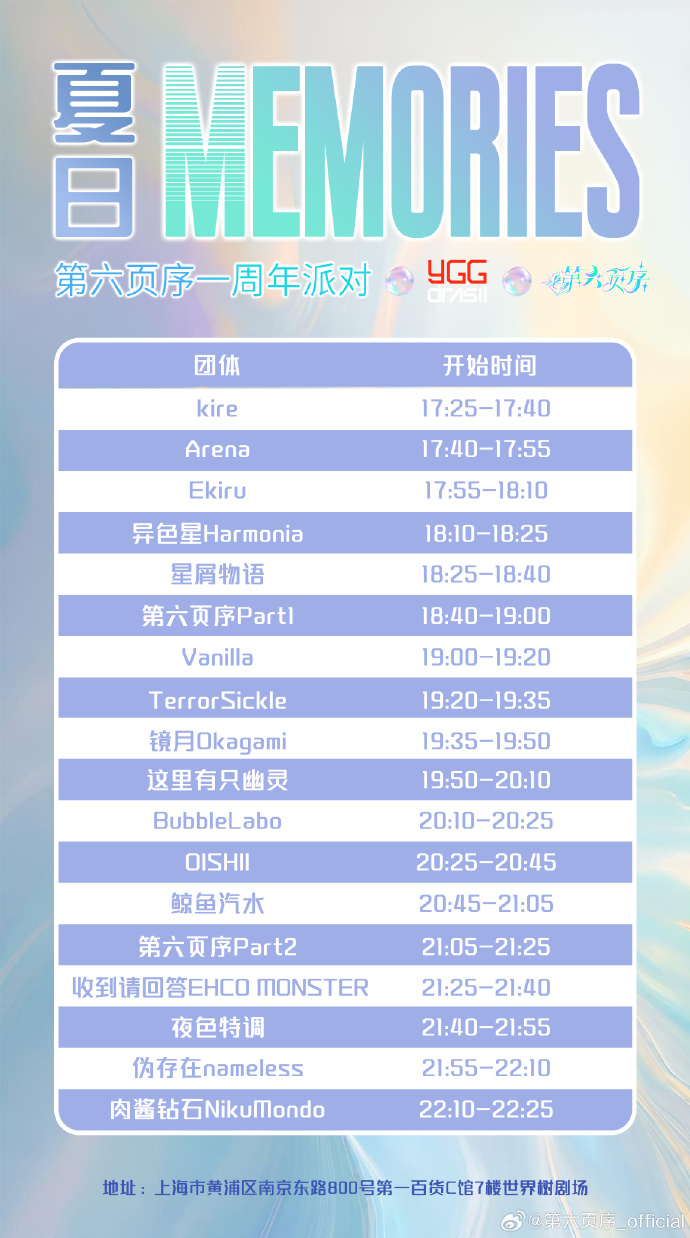 夏日 MEMORIES
第六页序一周年派对 YGG drasil 第六页序
团体 开始时间
kire 17:25-17:40
Arena 17:40-17:55
Ekiru 17:55-18:10
异色星Harmonia 18:10-18:25
星屑物语 18:25-18:40
第六页序Part1 18:40-19:00
Vanilla 19:00-19:20
TerrorSickle 19:20-19:35
镜月Okagami 19:35-19:50
这里有只幽灵 19:50-20:10
BubbleLabo 20:10-20:25
OISHII 20:25-20:45
鲸鱼汽水 20:45-21:05
第六页序Part2 21:05-21:25
收到请回答EHCO MONSTER 21:25-21:40
夜色特调 21:40-21:55
伪存在nameless 21:55-22:10
肉酱钻石NikuMondo 22:10-22:25
地址：上海市黄浦区南京东路800号第一百货C馆7楼世界树剧场
@第六页序_official